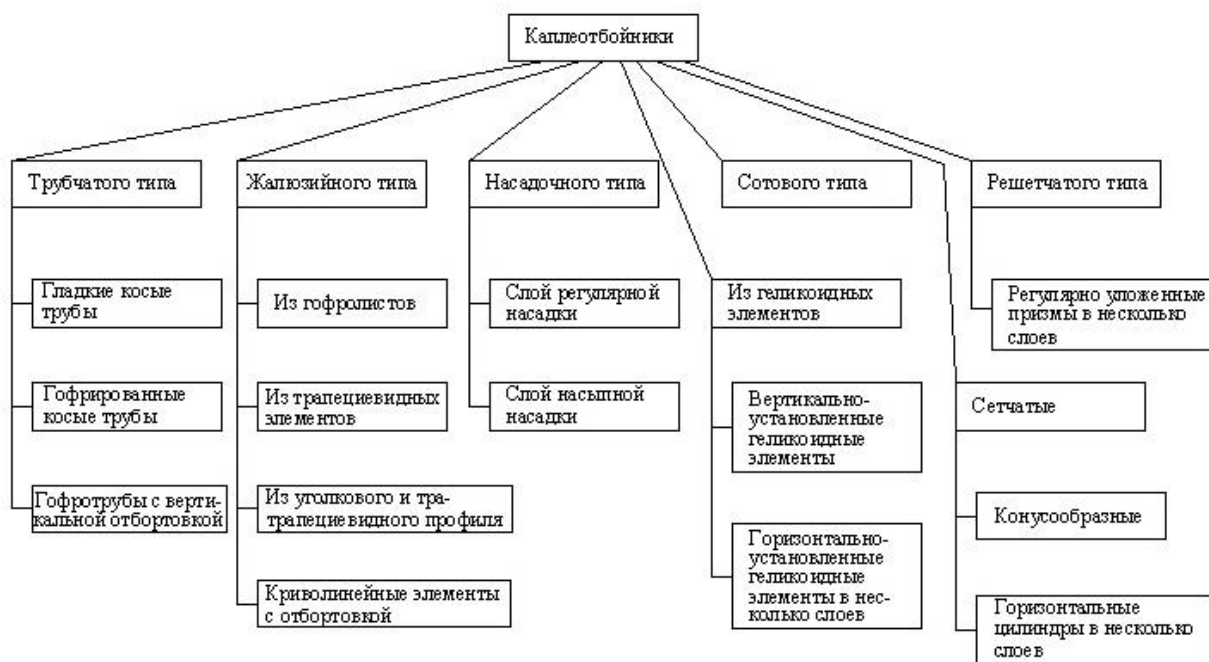 Каплеотбойники
Трубчатого типа
Жалюзийного типа
Насадочного типа
Сотового типа
Решетчатого типа
Гладкие косые
трубы
Из гофролистов
Слой регулярной
насадки
Из геликоидных
элементов
Регулярно уложенные
призмы в несколько
слоев
Гофрированные
косые трубы
Из трапециевидных
элементов
Слой насыпной
насадки
Вертикально-
установленные
геликоидные
элементы
Сетчатые
Гофротрубы с верти-
кальной отбортовкой
Из уголкового и тра-
трапециевидного профиля
Конусообразные
Горизонтально-
установленные
геликоидные
элементы в нес-
колько слоев
Криволинейные элементы
с отбортовкой
Горизонтальные
цилиндры в несколько
слоев